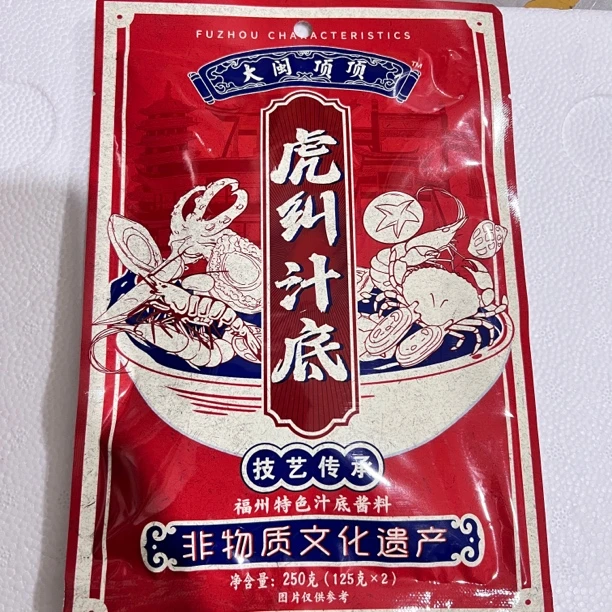 FUZHOU CHARACTERISTICS
大闽顶顶 TM
虎纠汁底
技艺传承
福州特色汁底酱料
非物质文化遗产
净含量：250克（125克×2）
图片仅供参考